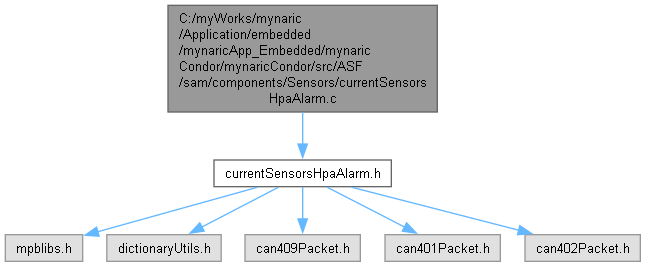 C:/myWorks/mynaric
/Application/embedded
/mynaricApp_Embedded/mynaric
Condor/mynaricCondor/src/ASF
/sam/components/Sensors/currentSensors
HpaAlarm.c
currentSensorsHpaAlarm.h
mpblibs.h
dictionaryUtils.h
can409Packet.h
can401Packet.h
can402Packet.h